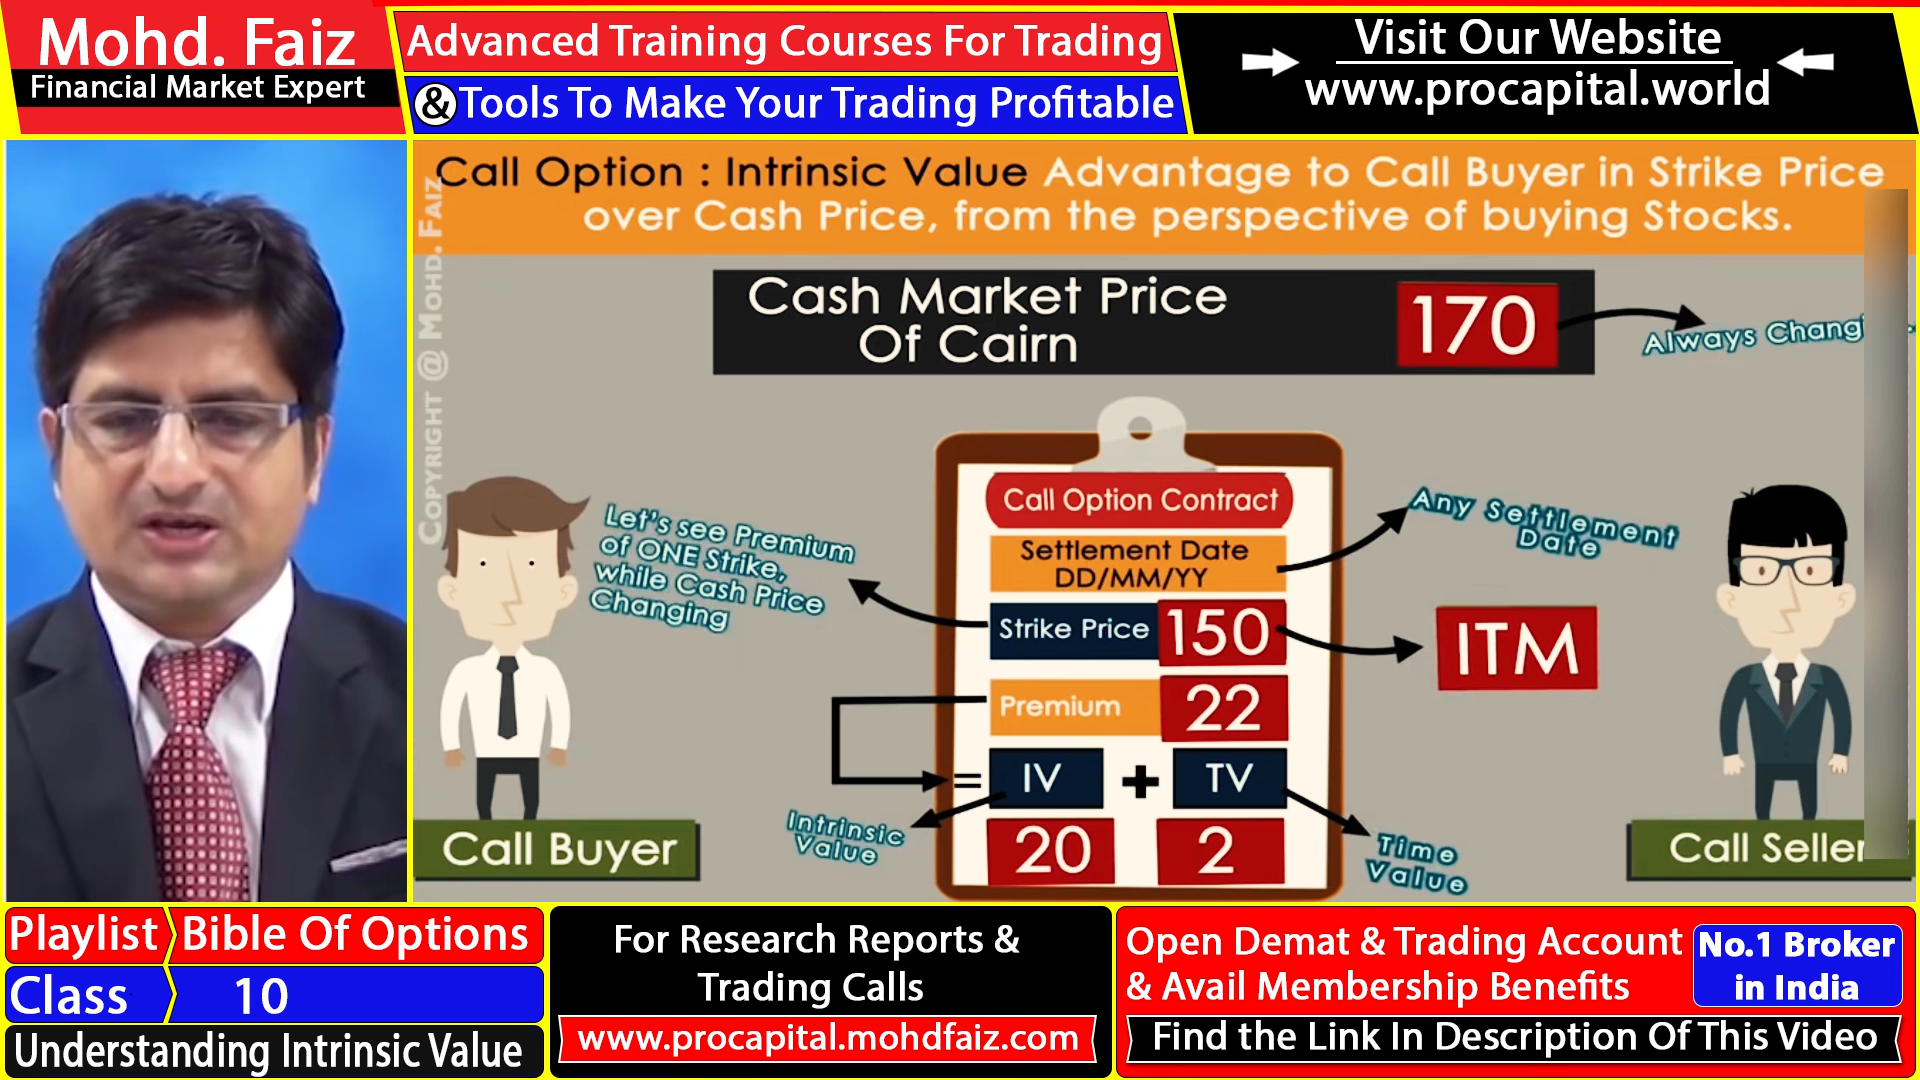 Mohd. Faiz
Financial Market Expert
Advanced Training Courses For Trading
& Tools To Make Your Trading Profitable
Visit Our Website
www.procapital.world
Call Option : Intrinsic Value Advantage to Call Buyer in Strike Price
over Cash Price, from the perspective of buying Stocks.
COPYRIGHT @ MOHD. FAIZ
Cash Market Price
Of Cairn
170
Always
Call Option Contract
Settlement Date
DD/MM/YY
Any Settlement
Date
Let's see Premium
of ONE Strike,
while Cash Price
Changing
Strike Price 150
ITM
Premium 22
= IV + TV
Intrinsic
Value
20 2
Time
Value
Call Buyer
Call Seller
Playlist Bible Of Options
Class 10
Understanding Intrinsic Value
For Research Reports &
Trading Calls
www.procapital.mohdfaiz.com
Open Demat & Trading Account
& Avail Membership Benefits
No.1 Broker
in India
Find the Link In Description Of This Video